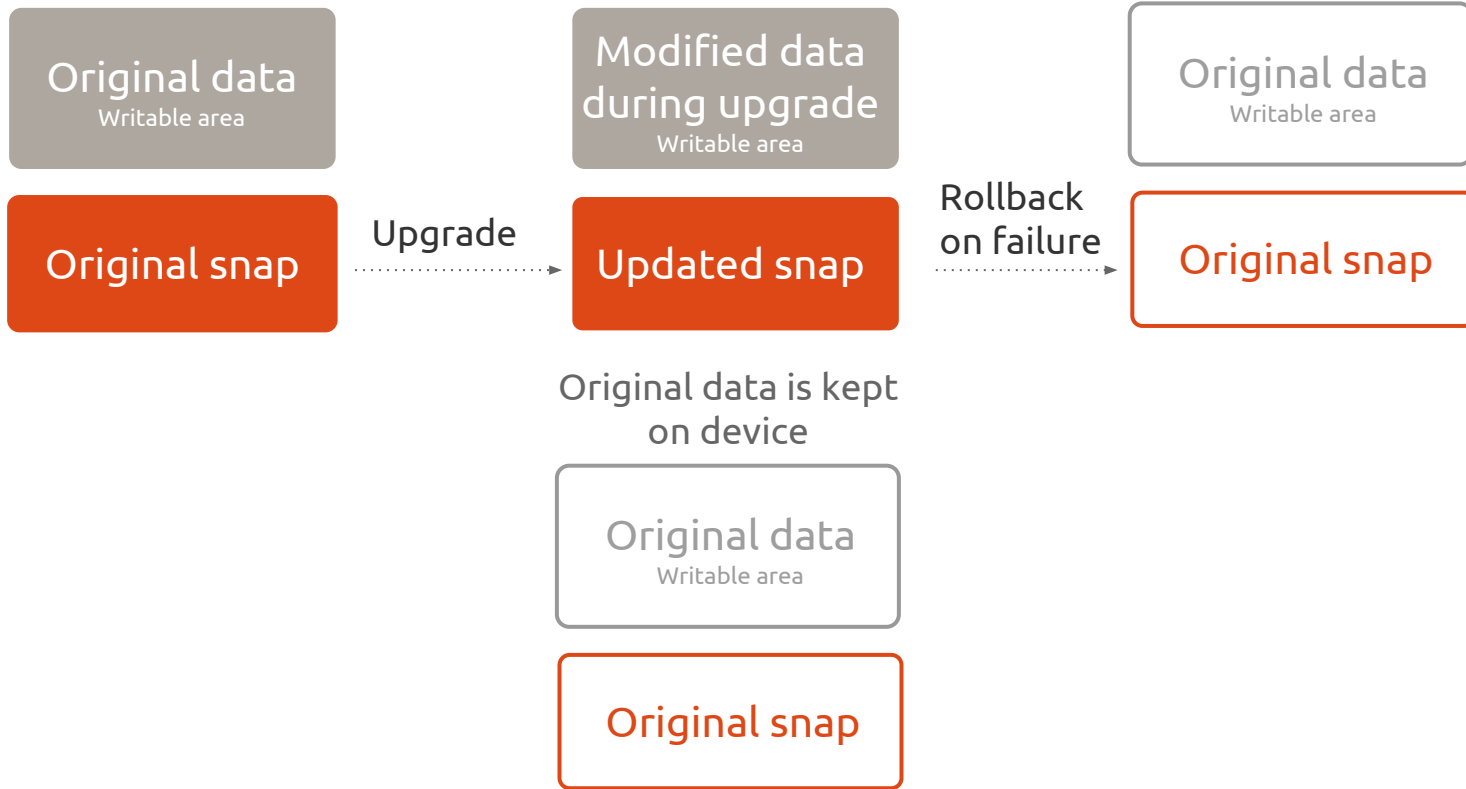 Original data
Writable area
Original snap
Upgrade
Modified data
during upgrade
Writable area
Updated snap
Original data is kept
on device
Original data
Writable area
Original snap
Rollback
on failure
Original data
Writable area
Original snap